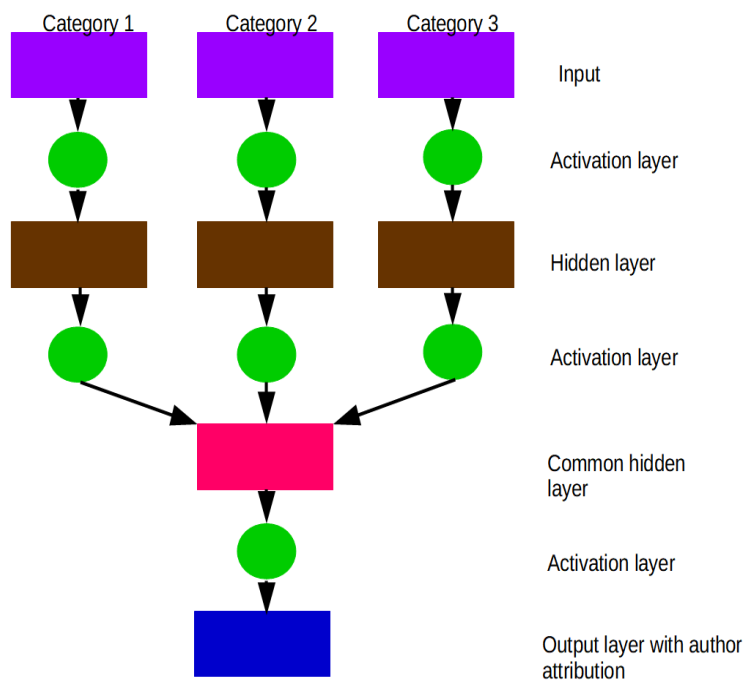 Category 1
Category 2
Category 3
Input
Activation layer
Hidden layer
Activation layer
Common hidden
layer
Activation layer
Output layer with author
attribution